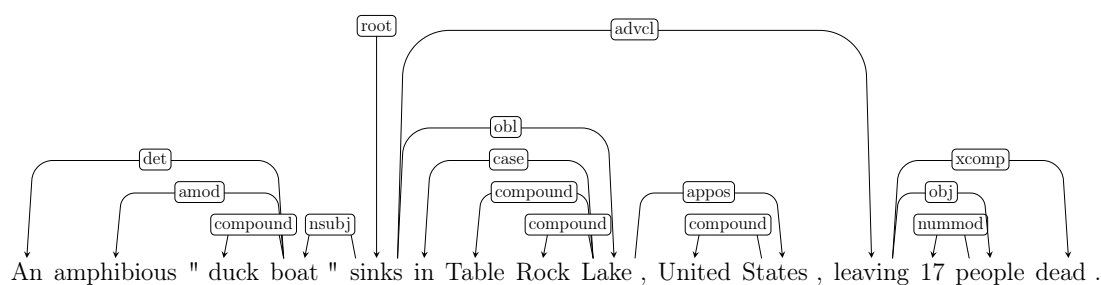 root
advcl
obl
det
case
xcomp
amod
compound
appos
obj
compound
nsubj
compound
compound
nummod
An amphibious " duck boat " sinks in Table Rock Lake , United States , leaving 17 people dead .